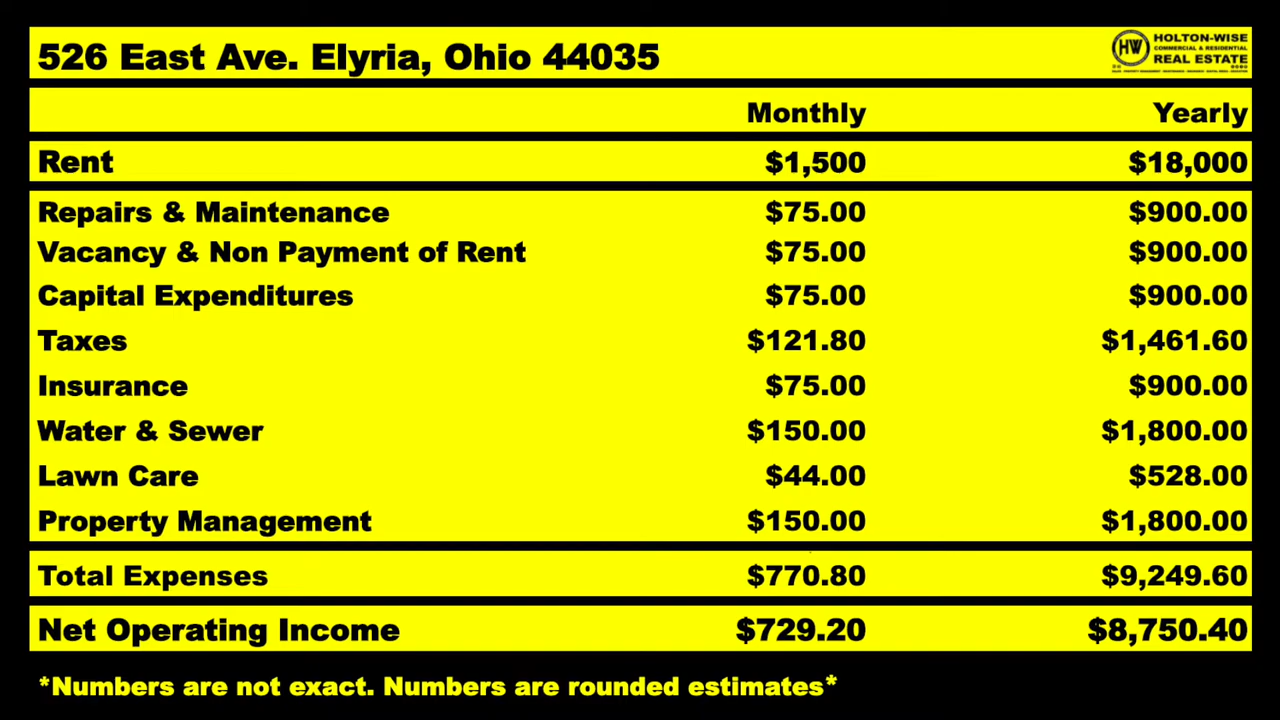 526 East Ave. Elyria, Ohio 44035
HW
HOLTON-WISE
COMMERCIAL & RESIDENTIAL
REAL ESTATE
Monthly Yearly
Rent $1,500 $18,000
Repairs & Maintenance $75.00 $900.00
Vacancy & Non Payment of Rent $75.00 $900.00
Capital Expenditures $75.00 $900.00
Taxes $121.80 $1,461.60
Insurance $75.00 $900.00
Water & Sewer $150.00 $1,800.00
Lawn Care $44.00 $528.00
Property Management $150.00 $1,800.00
Total Expenses $770.80 $9,249.60
Net Operating Income $729.20 $8,750.40
*Numbers are not exact. Numbers are rounded estimates*